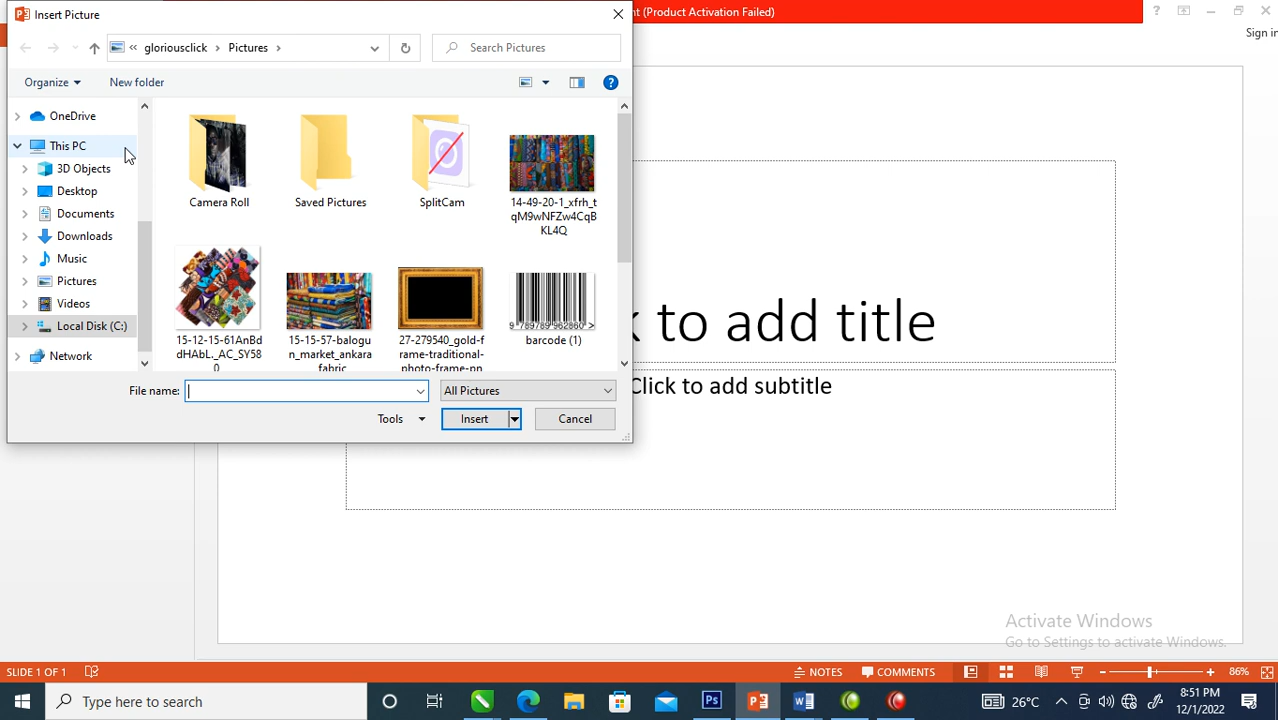 Insert Picture
nt (Product Activation Failed)
Sign in
« gloriousclick › Pictures ›
Search Pictures
Organize
New folder
OneDrive
This PC
3D Objects
Desktop
Documents
Downloads
Music
Pictures
Videos
Local Disk (C:)
Network
Camera Roll
Saved Pictures
SplitCam
14-49-20-1_xfrh_t
qM9wNFZw4CqB
KL4Q
15-12-15-61AnBd
dHAbL._AC_SY58
0
15-15-57-balogu
n_market_ankara
fabric
27-279540_gold-f
rame-traditional-
photo-frame-pn
9 789789 962860 >
barcode (1)
File name:
All Pictures
Tools
Insert
Cancel
k to add title
Click to add subtitle
Activate Windows
Go to Settings to activate Windows.
SLIDE 1 OF 1
NOTES
COMMENTS
86%
Type here to search
Ps
26°C
8:51 PM
12/1/2022